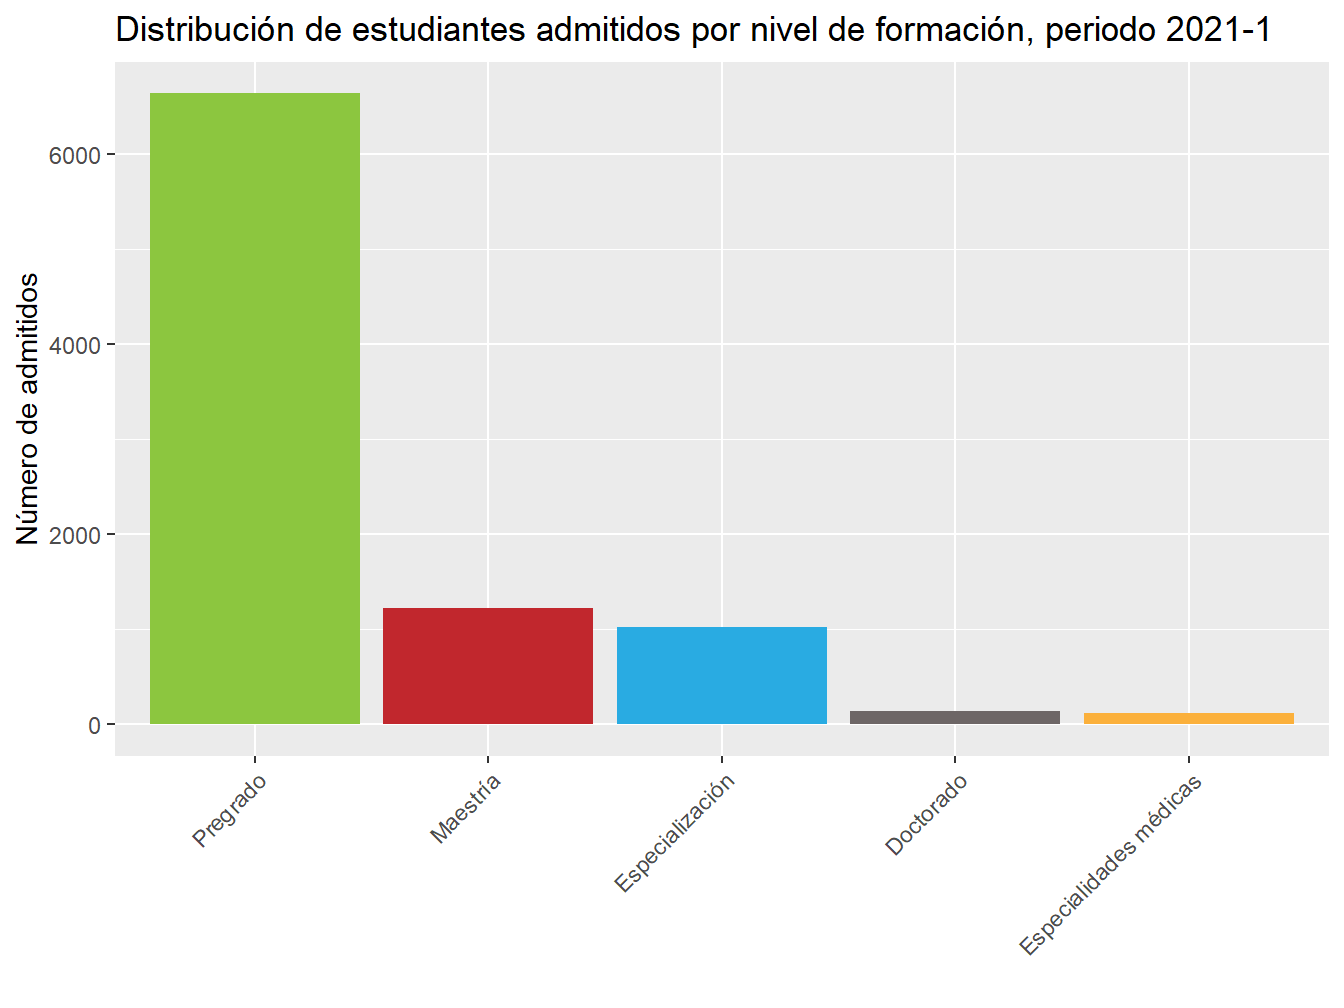 Distribución de estudiantes admitidos por nivel de formación, periodo 2021-1
Número de admitidos
6000
4000
2000
0
Pregrado
Maestría
Especialización
Doctorado
Especialidades médicas